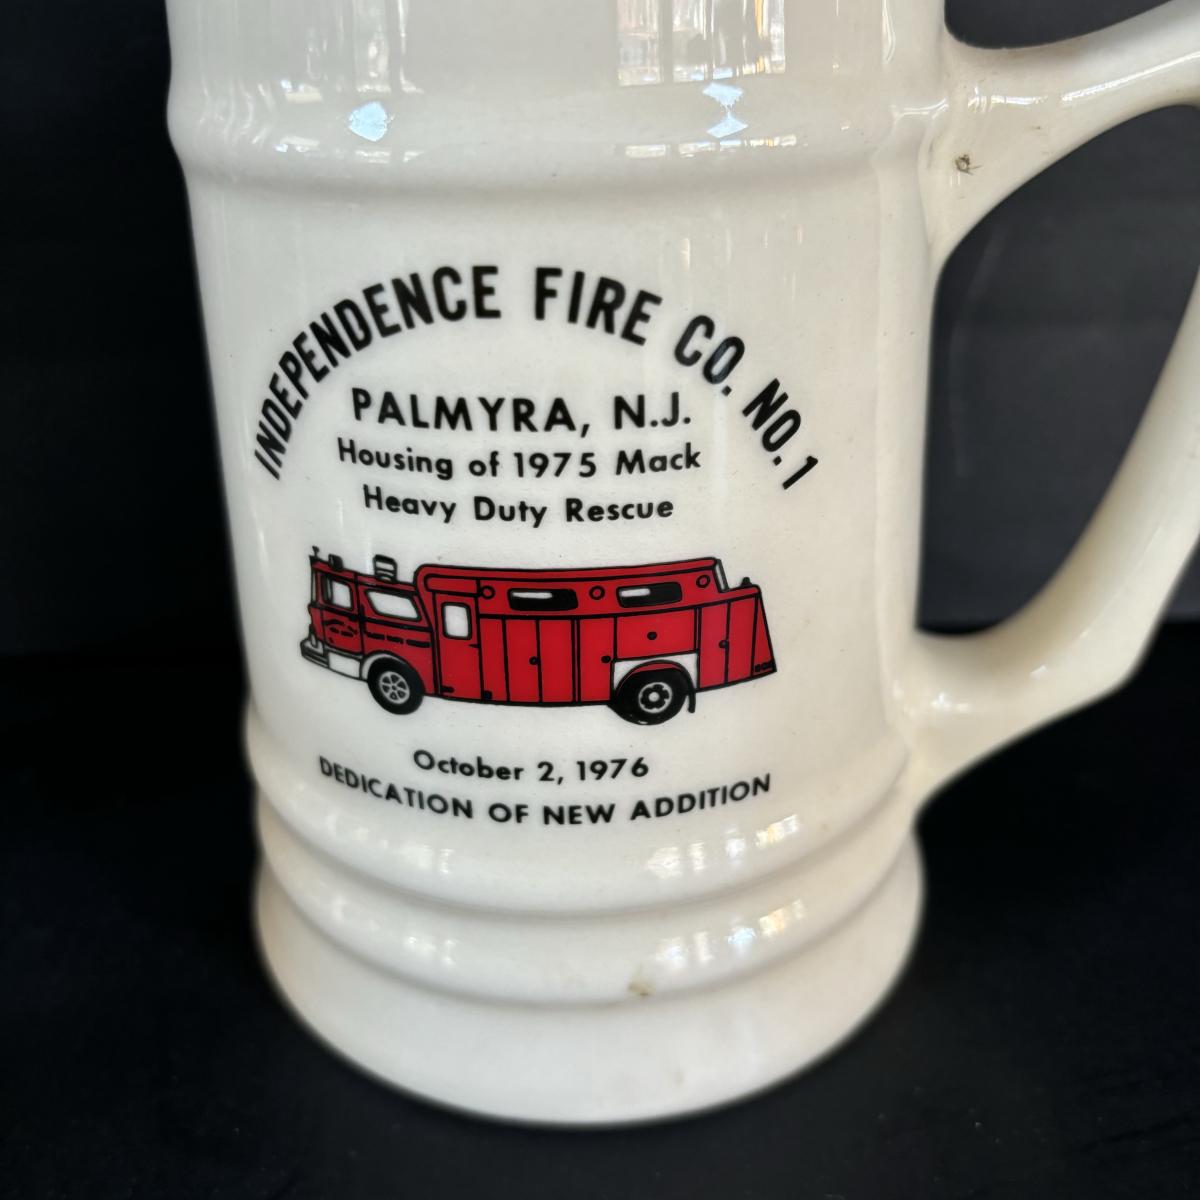 INDEPENDENCE FIRE CO. NO. 1
PALMYRA, N.J.
Housing of 1975 Mack
Heavy Duty Rescue
October 2, 1976
DEDICATION OF NEW ADDITION